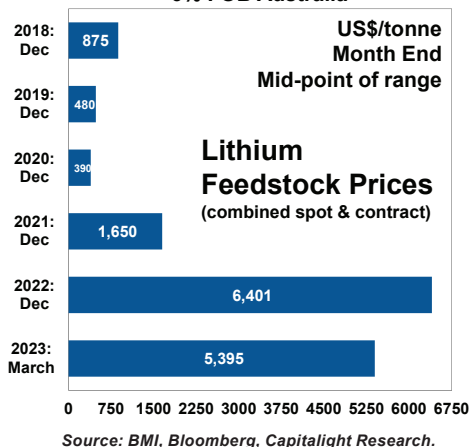 US$/tonne
Month End
Mid-point of range
Lithium
Feedstock Prices
(combined spot & contract)
2018:
Dec
875
2019:
Dec
480
2020:
Dec
390
2021:
Dec
1,650
2022:
Dec
6,401
2023:
March
5,395
0 750 1500 2250 3000 3750 4500 5250 6000 6750
Source: BMI, Bloomberg, Capitalight Research.